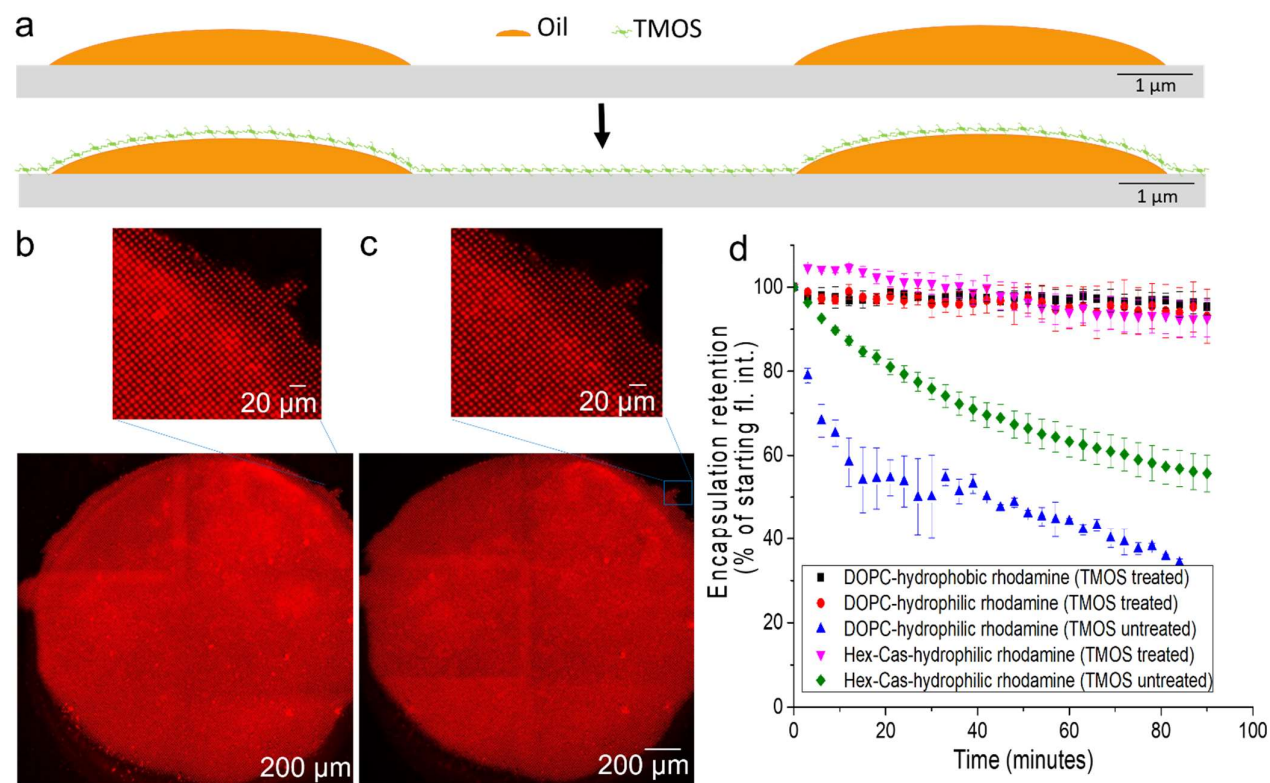 a
Oil
TMOS
1 µm
1 µm
b
c
d
20 µm
20 µm
200 µm
200 µm
Encapsulation retention
(% of starting fl. int.)
100
80
60
40
20
0
DOPC-hydrophobic rhodamine (TMOS treated)
DOPC-hydrophilic rhodamine (TMOS treated)
DOPC-hydrophilic rhodamine (TMOS untreated)
Hex-Cas-hydrophilic rhodamine (TMOS treated)
Hex-Cas-hydrophilic rhodamine (TMOS untreated)
0
20
40
60
80
100
Time (minutes)